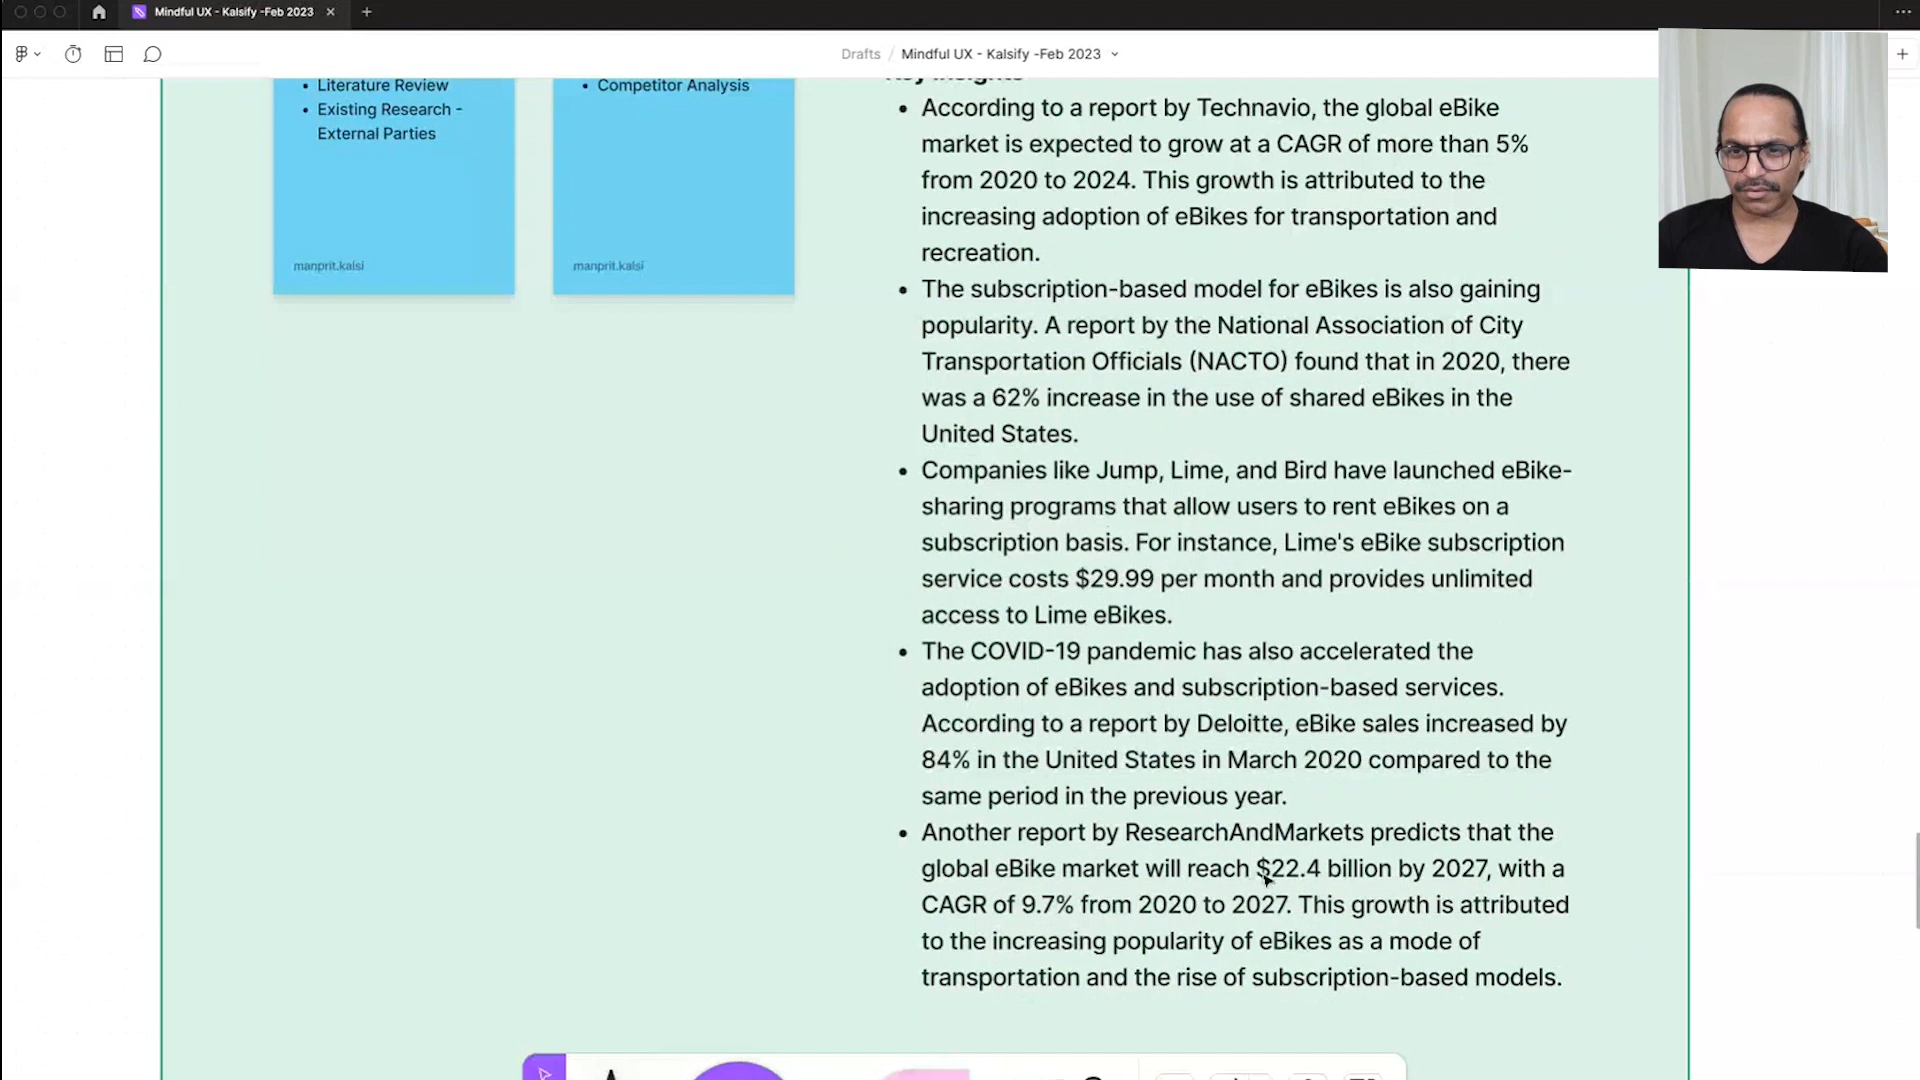 Mindful UX - Kalsify -Feb 2023
Drafts / Mindful UX - Kalsify -Feb 2023
• Literature Review
• Existing Research -
External Parties
manprit.kalsi
• Competitor Analysis
manprit.kalsi
Key Insights
• According to a report by Technavio, the global eBike
market is expected to grow at a CAGR of more than 5%
from 2020 to 2024. This growth is attributed to the
increasing adoption of eBikes for transportation and
recreation.
• The subscription-based model for eBikes is also gaining
popularity. A report by the National Association of City
Transportation Officials (NACTO) found that in 2020, there
was a 62% increase in the use of shared eBikes in the
United States.
• Companies like Jump, Lime, and Bird have launched eBike-
sharing programs that allow users to rent eBikes on a
subscription basis. For instance, Lime's eBike subscription
service costs $29.99 per month and provides unlimited
access to Lime eBikes.
• The COVID-19 pandemic has also accelerated the
adoption of eBikes and subscription-based services.
According to a report by Deloitte, eBike sales increased by
84% in the United States in March 2020 compared to the
same period in the previous year.
• Another report by ResearchAndMarkets predicts that the
global eBike market will reach $22.4 billion by 2027, with a
CAGR of 9.7% from 2020 to 2027. This growth is attributed
to the increasing popularity of eBikes as a mode of
transportation and the rise of subscription-based models.